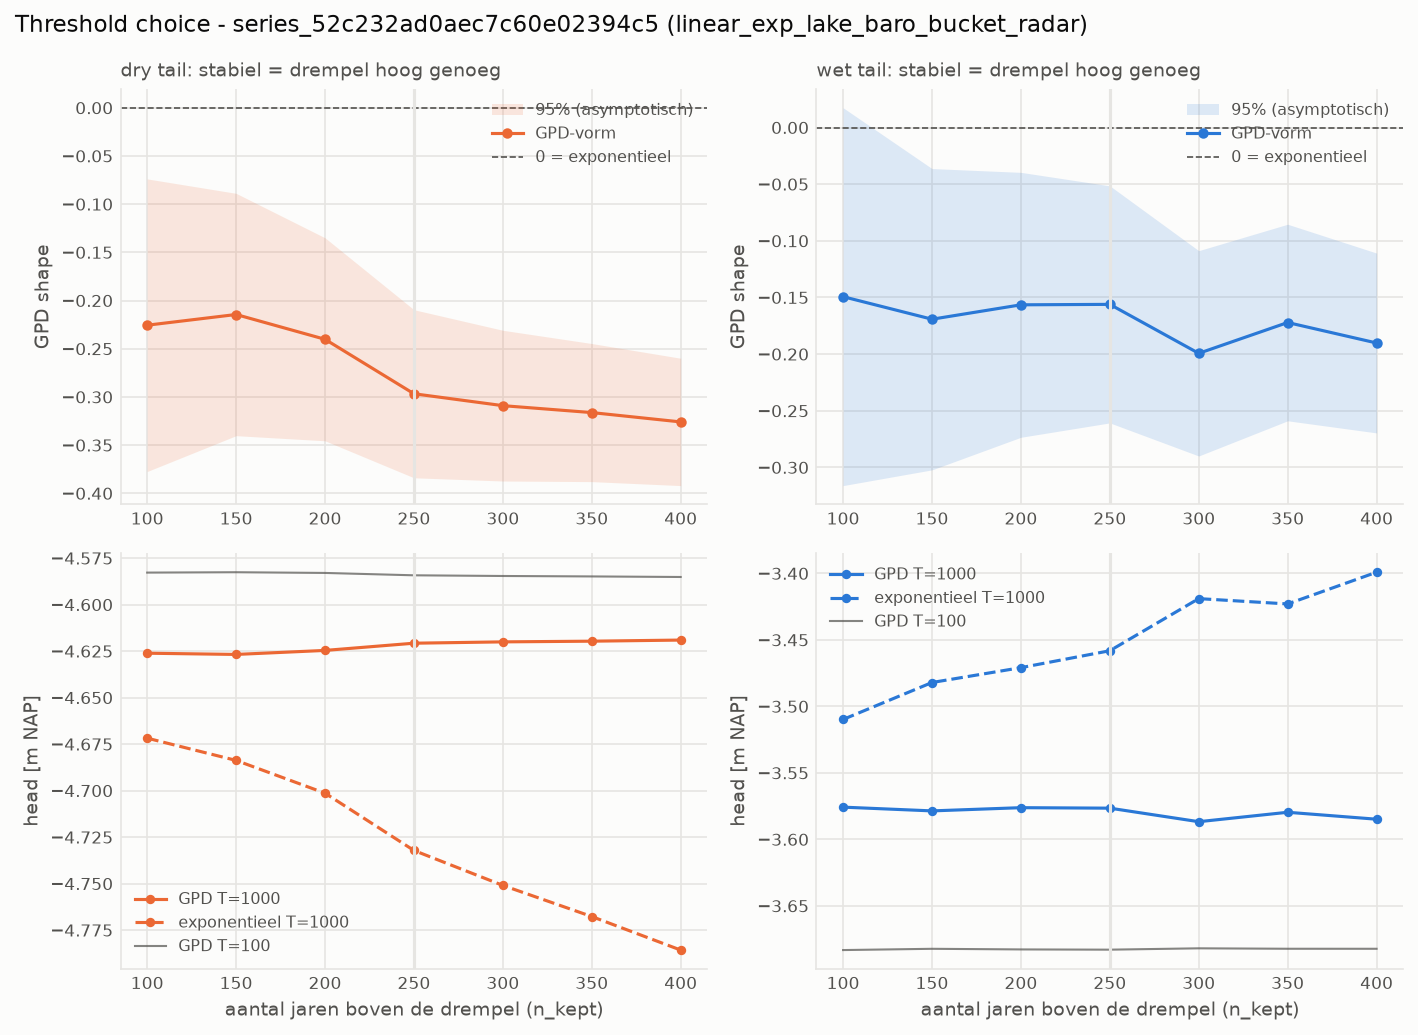 Threshold choice - series_52c232ad0aec7c60e02394c5 (linear_exp_lake_baro_bucket_radar)
dry tail: stabiel = drempel hoog genoeg
GPD shape
0.00
−0.05
−0.10
−0.15
−0.20
−0.25
−0.30
−0.35
−0.40
95% (asymptotisch)
GPD-vorm
0 = exponentieel
100 150 200 250 300 350 400
wet tail: stabiel = drempel hoog genoeg
GPD shape
0.00
−0.05
−0.10
−0.15
−0.20
−0.25
−0.30
95% (asymptotisch)
GPD-vorm
0 = exponentieel
100 150 200 250 300 350 400
head [m NAP]
−4.575
−4.600
−4.625
−4.650
−4.675
−4.700
−4.725
−4.750
−4.775
GPD T=1000
exponentieel T=1000
GPD T=100
100 150 200 250 300 350 400
aantal jaren boven de drempel (n_kept)
head [m NAP]
−3.40
−3.45
−3.50
−3.55
−3.60
−3.65
GPD T=1000
exponentieel T=1000
GPD T=100
100 150 200 250 300 350 400
aantal jaren boven de drempel (n_kept)